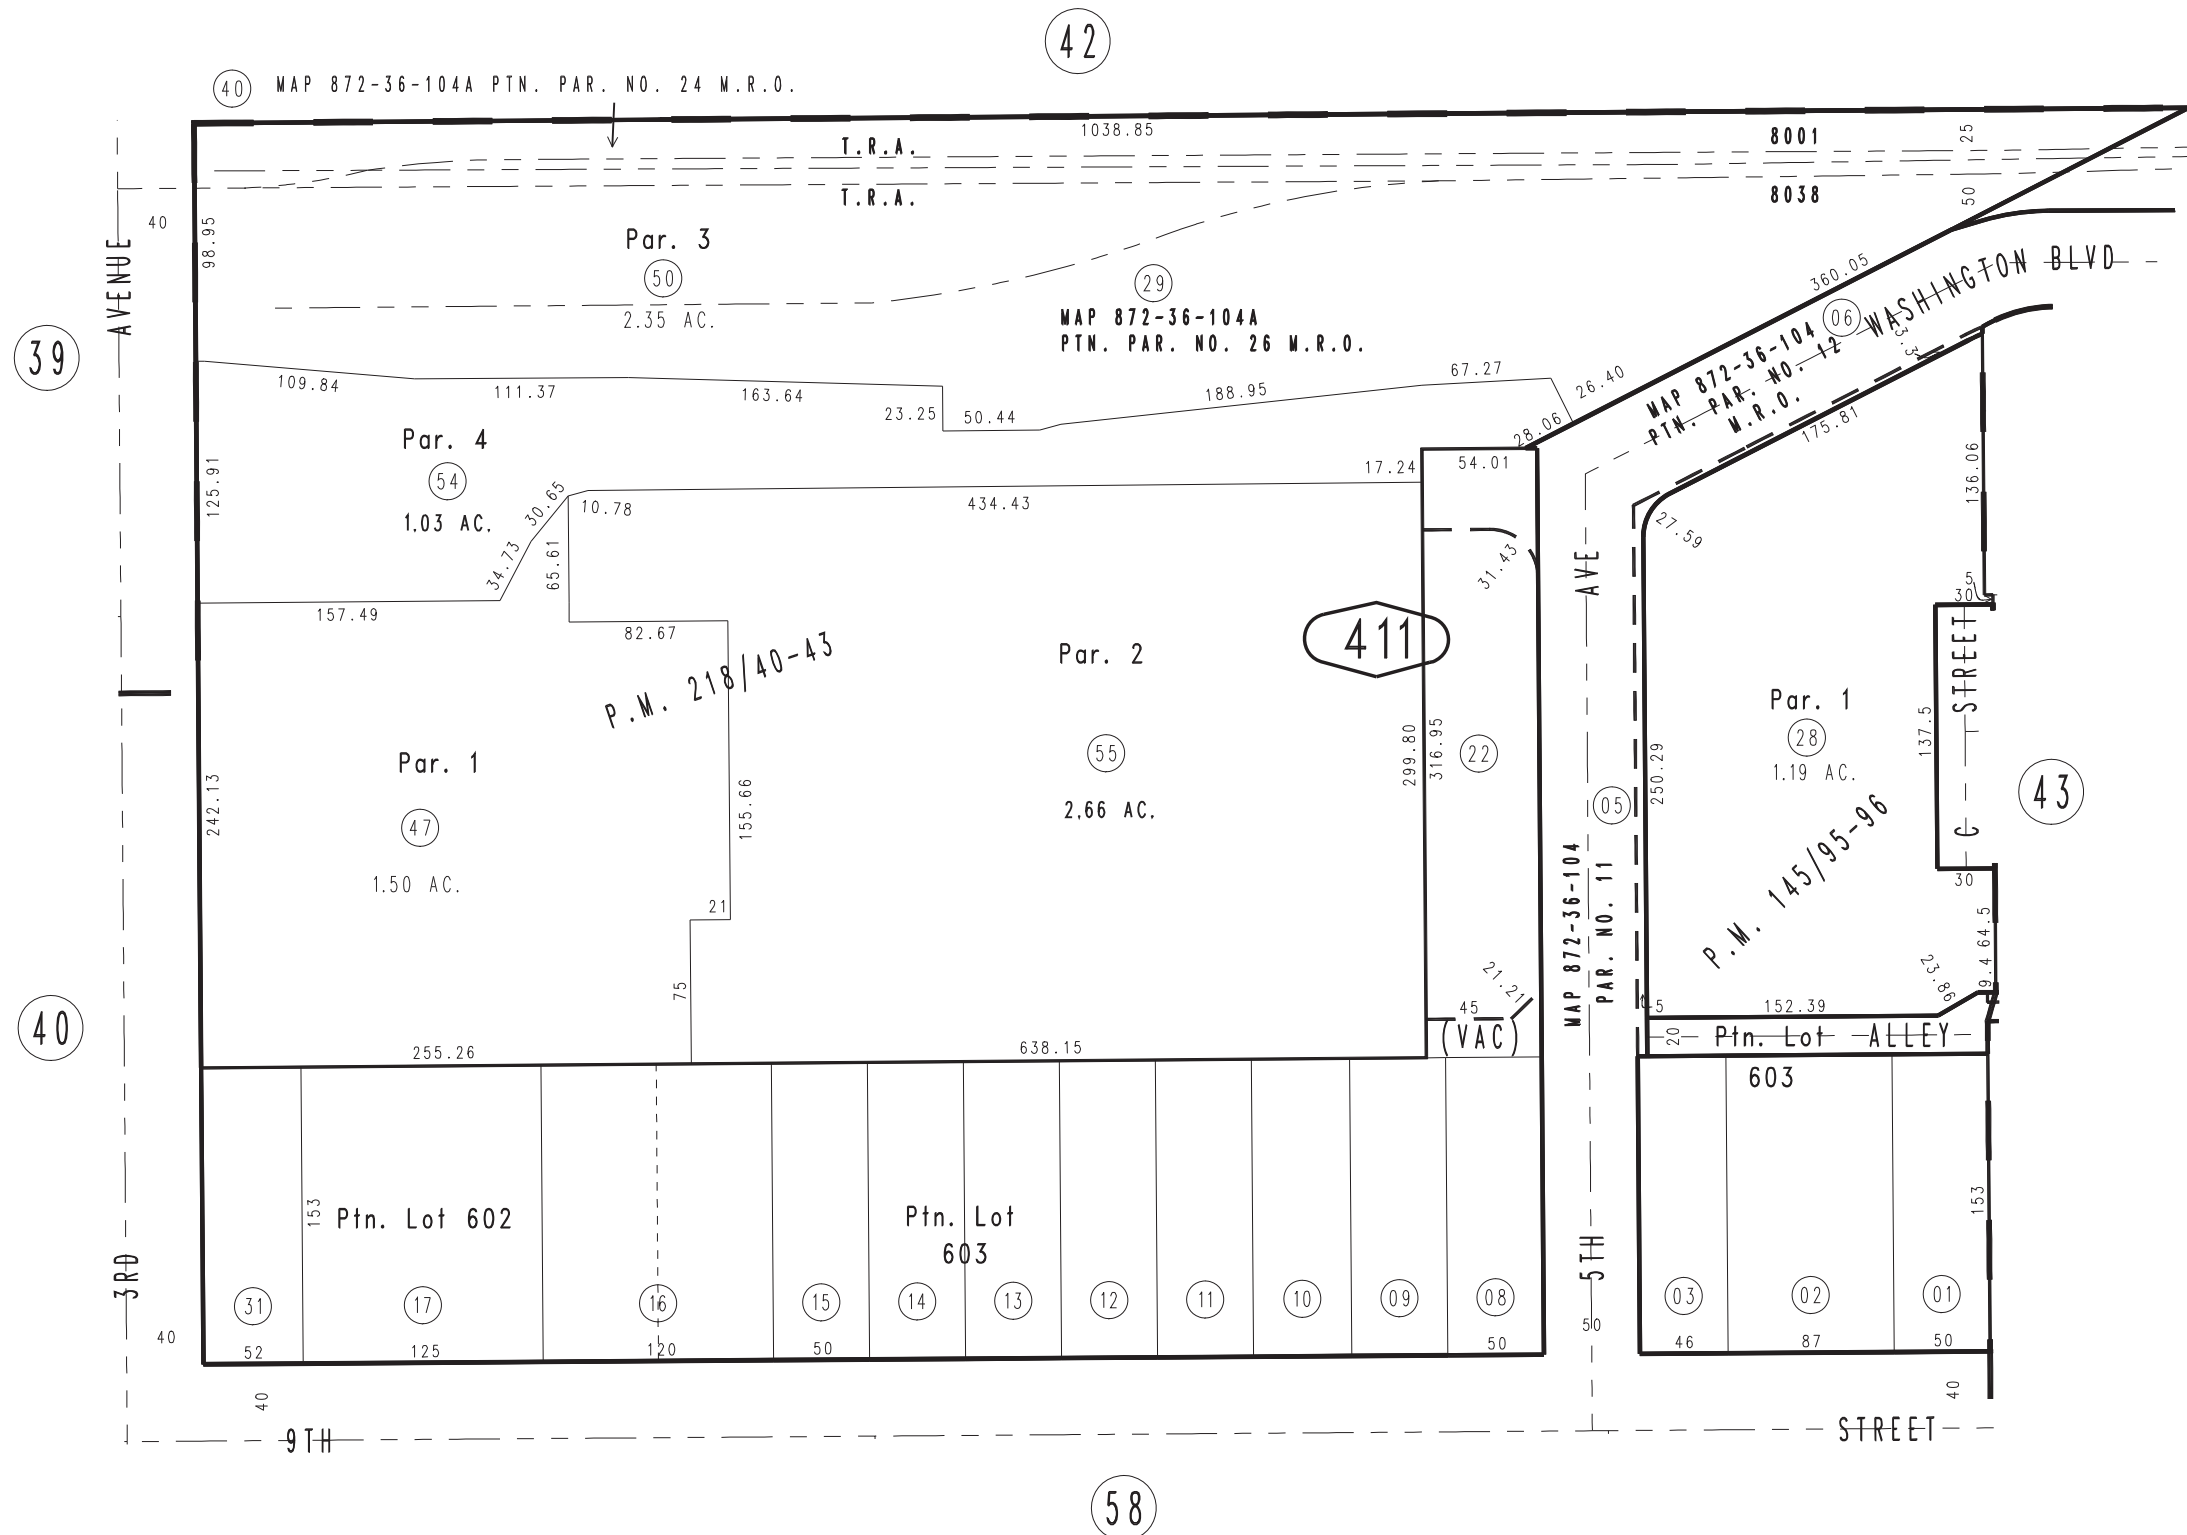 42
40 MAP 872-36-104A PTN. PAR. NO. 24 M.R.O.
1038.85
25
T.R.A. 8001
T.R.A. 8038
50
40
98.95
AVENUE
Par. 3
50
2.35 AC.
29
MAP 872-36-104A
PTN. PAR. NO. 26 M.R.O.
360.05
WASHINGTON BLVD
06
MAP 872-36-104
PTN. PAR. NO. 12
M.R.O.
39
109.84
111.37
163.64
23.25
50.44
188.95
67.27
26.40
28.06
175.81
Par. 4
54
1.03 AC.
125.91
30.65
10.78
34.73
65.61
434.43
17.24
54.01
31.43
27.59
136.06
5
30
157.49
82.67
P.M. 218/40-43
Par. 2
411
AVE
STREET
Par. 1
47
1.50 AC.
242.13
155.66
21
75
55
2.66 AC.
299.80
316.95
22
05
250.29
Par. 1
28
1.19 AC.
137.5
C
43
P.M. 145/95-96
30
64.5
9.4
23.86
MAP 872-36-104
PAR. NO. 11
21.21
45
(VAC)
5
152.39
20
Ptn. Lot ALLEY
603
40
255.26
638.15
153
Ptn. Lot 602
Ptn. Lot
603
153
3RD
5TH
31
17
16
15
14
13
12
11
10
09
08
03
02
01
40
52
125
120
50
50
50
46
87
50
40
40
9TH STREET
58